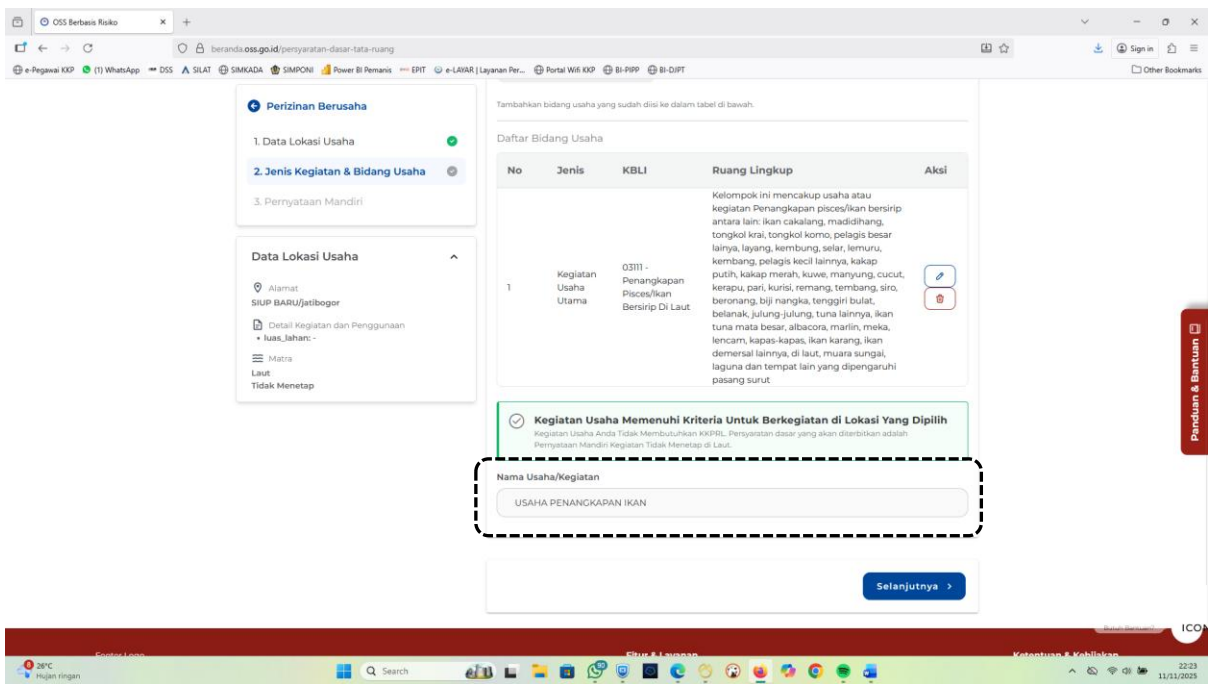 OSS Berbasis Risiko
beranda.oss.go.id/persyaratan-dasar-tata-ruang
Sign in
e-Pegawai KKP
(1) WhatsApp
DSS
SILAT
SIMKADA
SIMPONI
Power BI Pemanis
EPIT
e-LAYAR | Layanan Per...
Portal Wifi KKP
BI-PIPP
BI-DJPT
Other Bookmarks
Perizinan Berusaha
1. Data Lokasi Usaha
2. Jenis Kegiatan & Bidang Usaha
3. Pernyataan Mandiri
Data Lokasi Usaha
Alamat
SIUP BARU/jatibogor
Detail Kegiatan dan Penggunaan
• luas_lahan: -
Matra
Laut
Tidak Menetap
Tambahkan bidang usaha yang sudah diisi ke dalam tabel di bawah.
Daftar Bidang Usaha
No Jenis KBLI Ruang Lingkup Aksi
1
Kegiatan
Usaha
Utama
03111 -
Penangkapan
Pisces/Ikan
Bersirip Di Laut
Kelompok ini mencakup usaha atau
kegiatan Penangkapan pisces/ikan bersirip
antara lain: ikan cakalang, madidihang,
tongkol krai, tongkol komo, pelagis besar
lainya, layang, kembung, selar, lemuru,
kembang, pelagis kecil lainnya, kakap
putih, kakap merah, kuwe, manyung, cucut,
kerapu, pari, kurisi, remang, tembang, siro,
beronang, biji nangka, tenggiri bulat,
belanak, julung-julung, tuna lainnya, ikan
tuna mata besar, albacora, marlin, meka,
lencam, kapas-kapas, ikan karang, ikan
demersal lainnya, di laut, muara sungai,
laguna dan tempat lain yang dipengaruhi
pasang surut
Kegiatan Usaha Memenuhi Kriteria Untuk Berkegiatan di Lokasi Yang Dipilih
Kegiatan Usaha Anda Tidak Membutuhkan KKPRL. Persyaratan dasar yang akan diterbitkan adalah
Pernyataan Mandiri Kegiatan Tidak Menetap di Laut.
Nama Usaha/Kegiatan
USAHA PENANGKAPAN IKAN
Selanjutnya >
Panduan & Bantuan
Butuh Bantuan?
ICON
Footer Logo
Fitur & Layanan
Ketentuan & Kebijakan
26°C
Hujan ringan
Search
22:23
11/11/2025